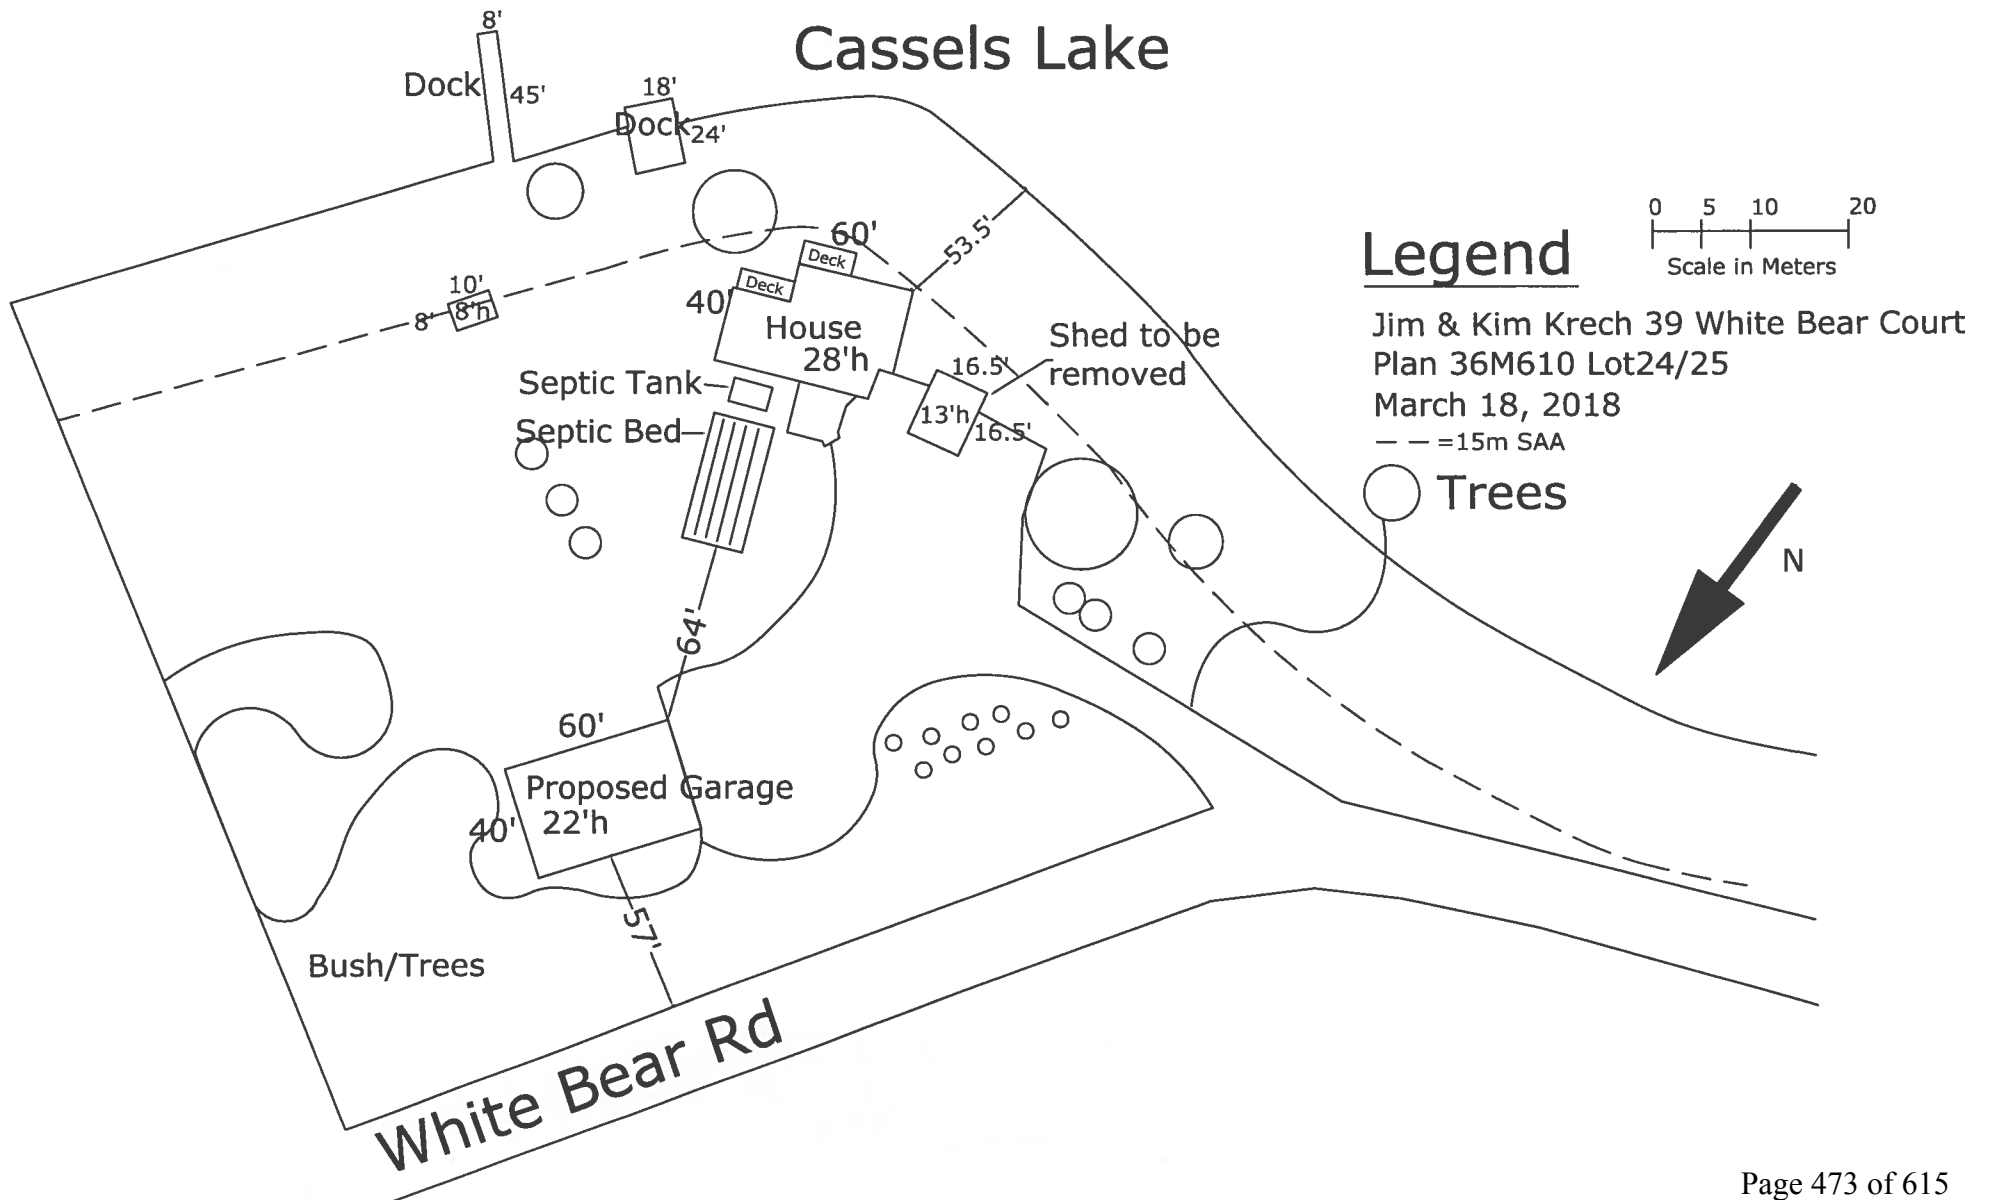 Cassels Lake
8'
Dock
45'
18'
Dock
24'
60'
Deck
Deck
53.5'
10'
8'
8'h
40'
House
28'h
Shed to be
removed
16.5'
13'h
16.5'
Septic Tank
Septic Bed
64'
60'
Proposed Garage
22'h
40'
57'
Bush/Trees
White Bear Rd
0 5 10 20
Scale in Meters
Legend
Jim & Kim Krech 39 White Bear Court
Plan 36M610 Lot24/25
March 18, 2018
=15m SAA
Trees
N
Page 473 of 615